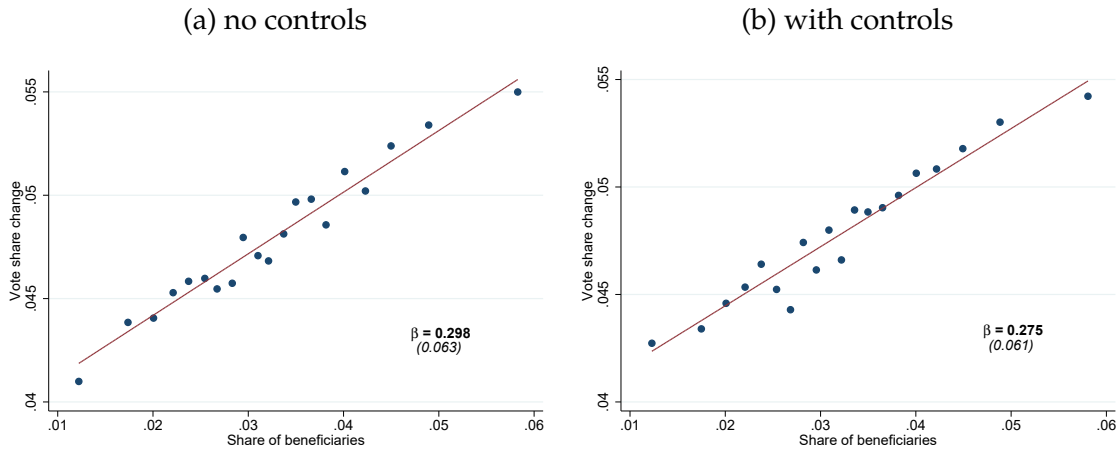 (a) no controls
.055
.05
.045
.04
Vote share change
β = 0.298
(0.063)
.01 .02 .03 .04 .05 .06
Share of beneficiaries
(b) with controls
.055
.05
.045
.04
Vote share change
β = 0.275
(0.061)
.01 .02 .03 .04 .05 .06
Share of beneficiaries